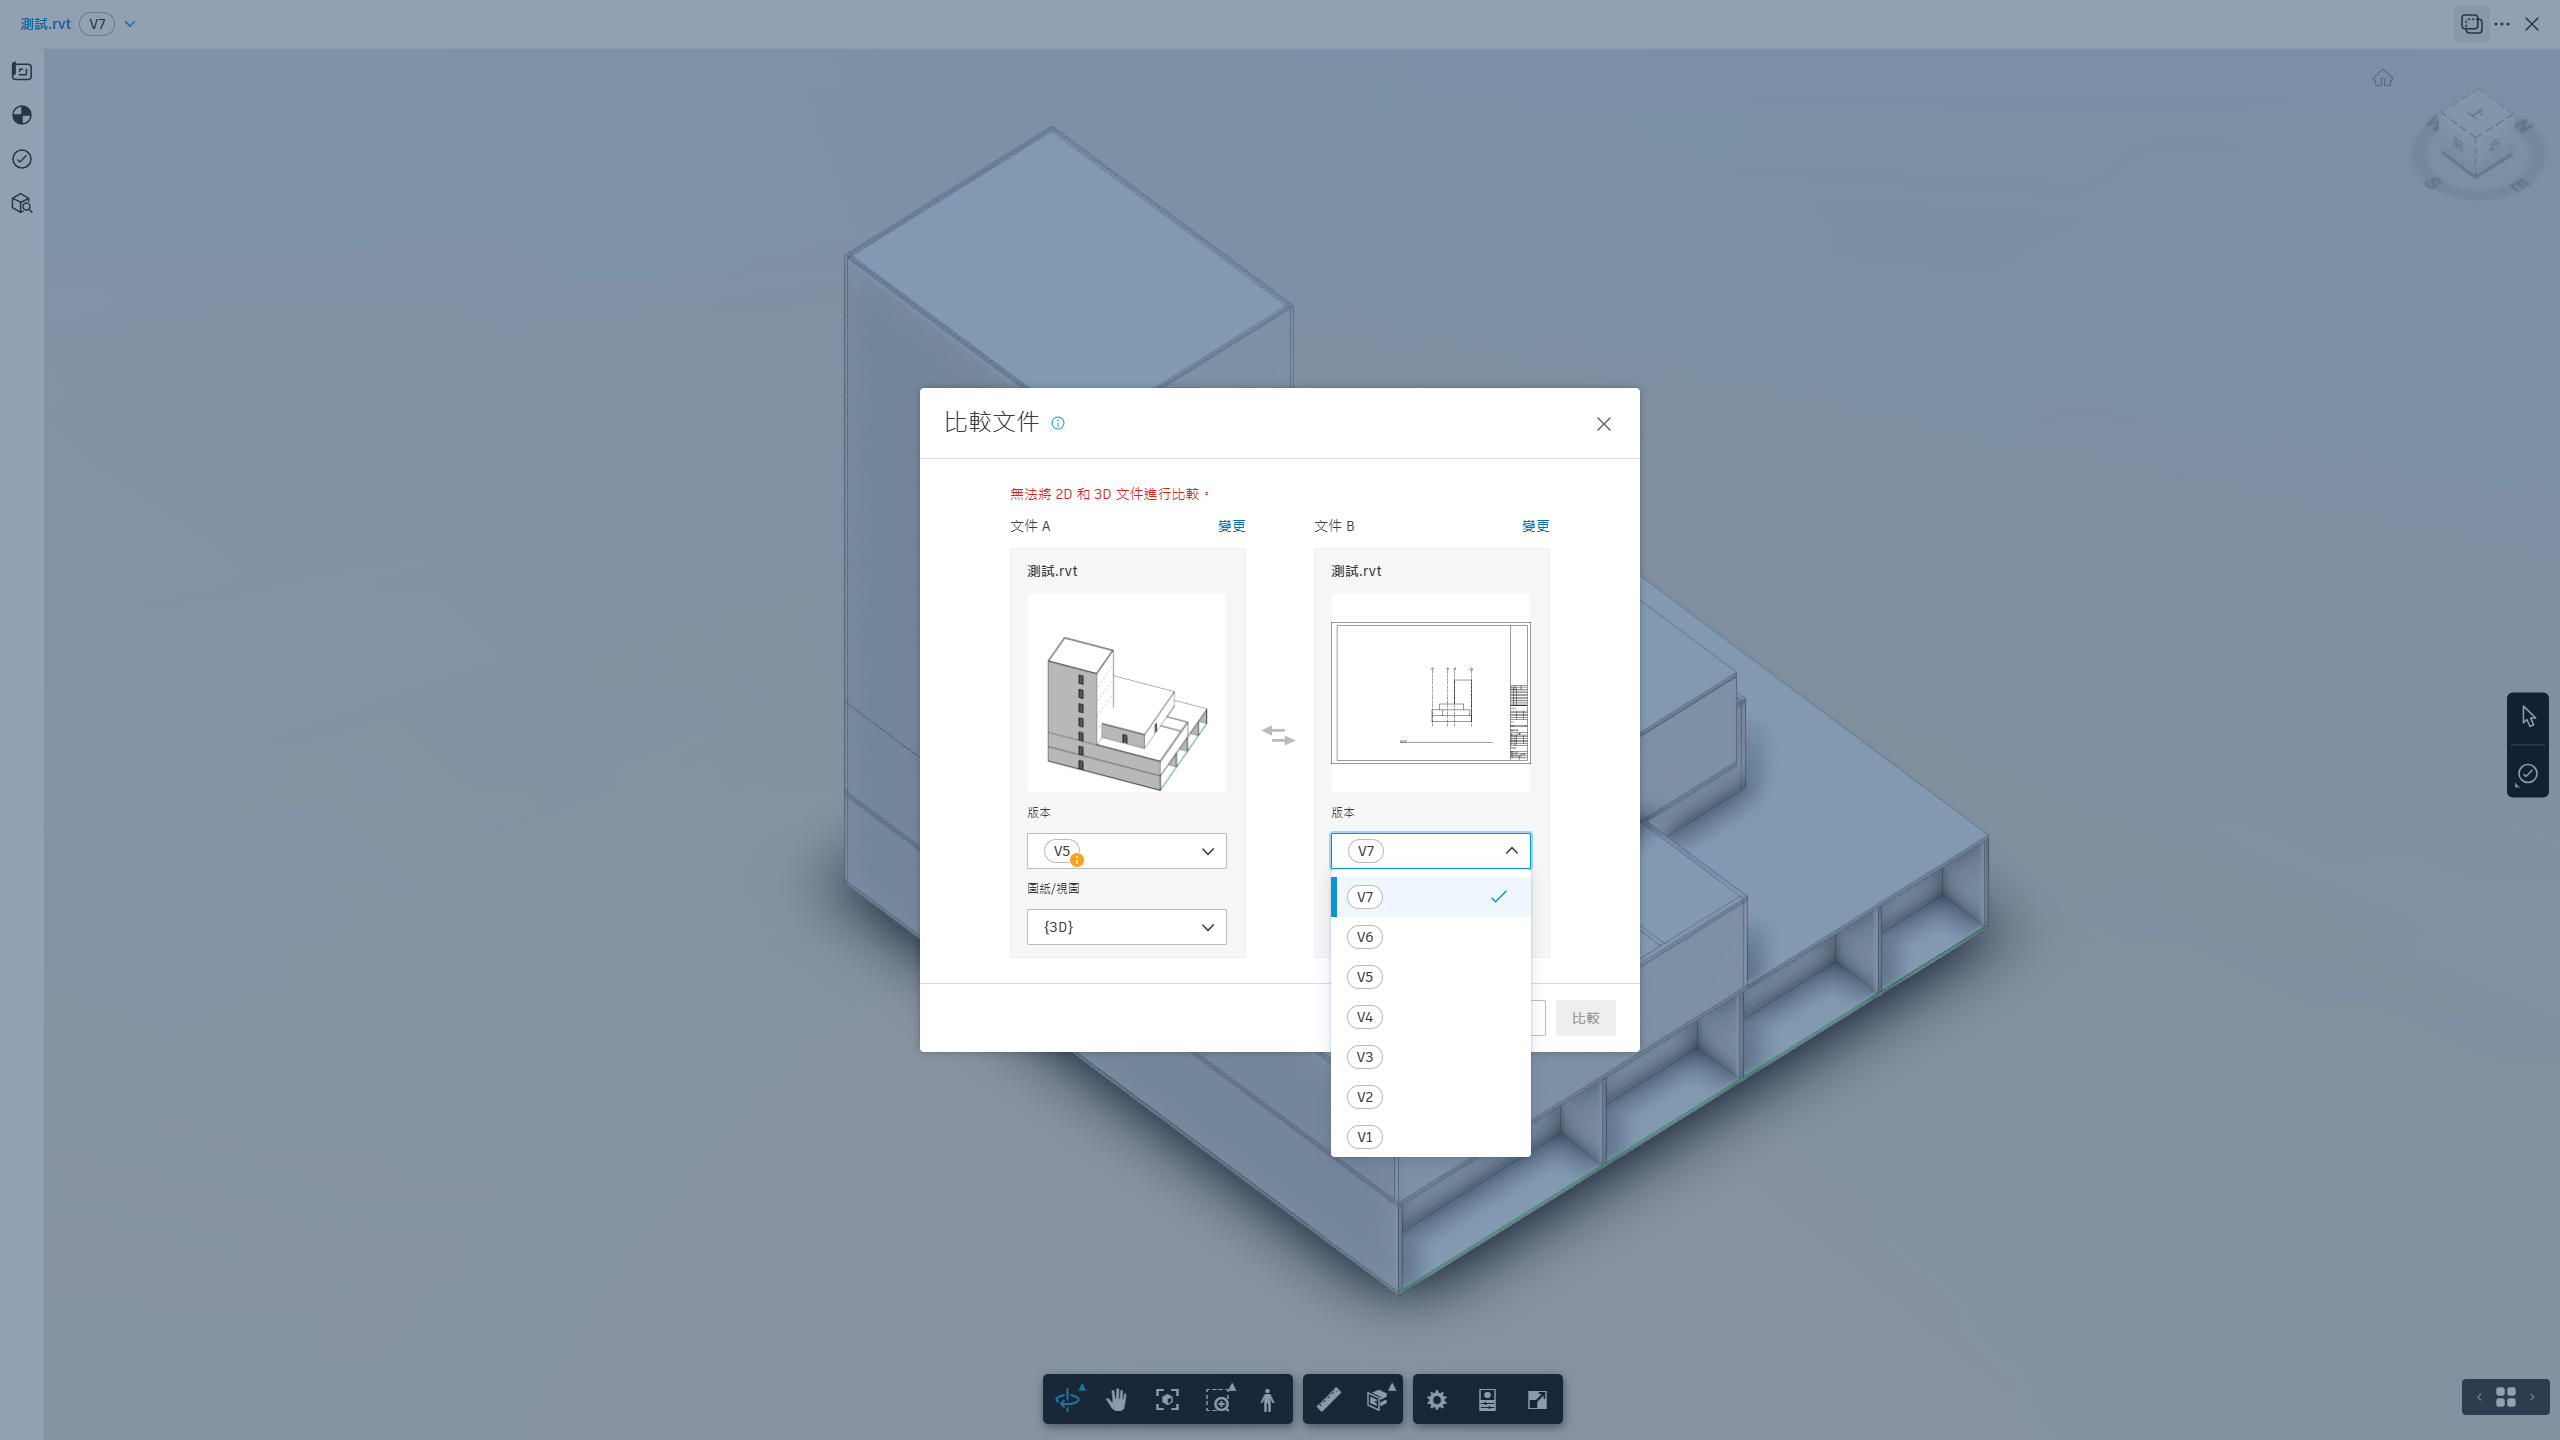 測試.rvt V7
比較文件
無法將 2D 和 3D 文件進行比較。
文件 A 變更 文件 B 變更
測試.rvt 測試.rvt
版本 版本
V5 V7
圖紙/視圖
{3D}
V7
V6
V5
V4
V3
V2
V1
比較
W N
S E